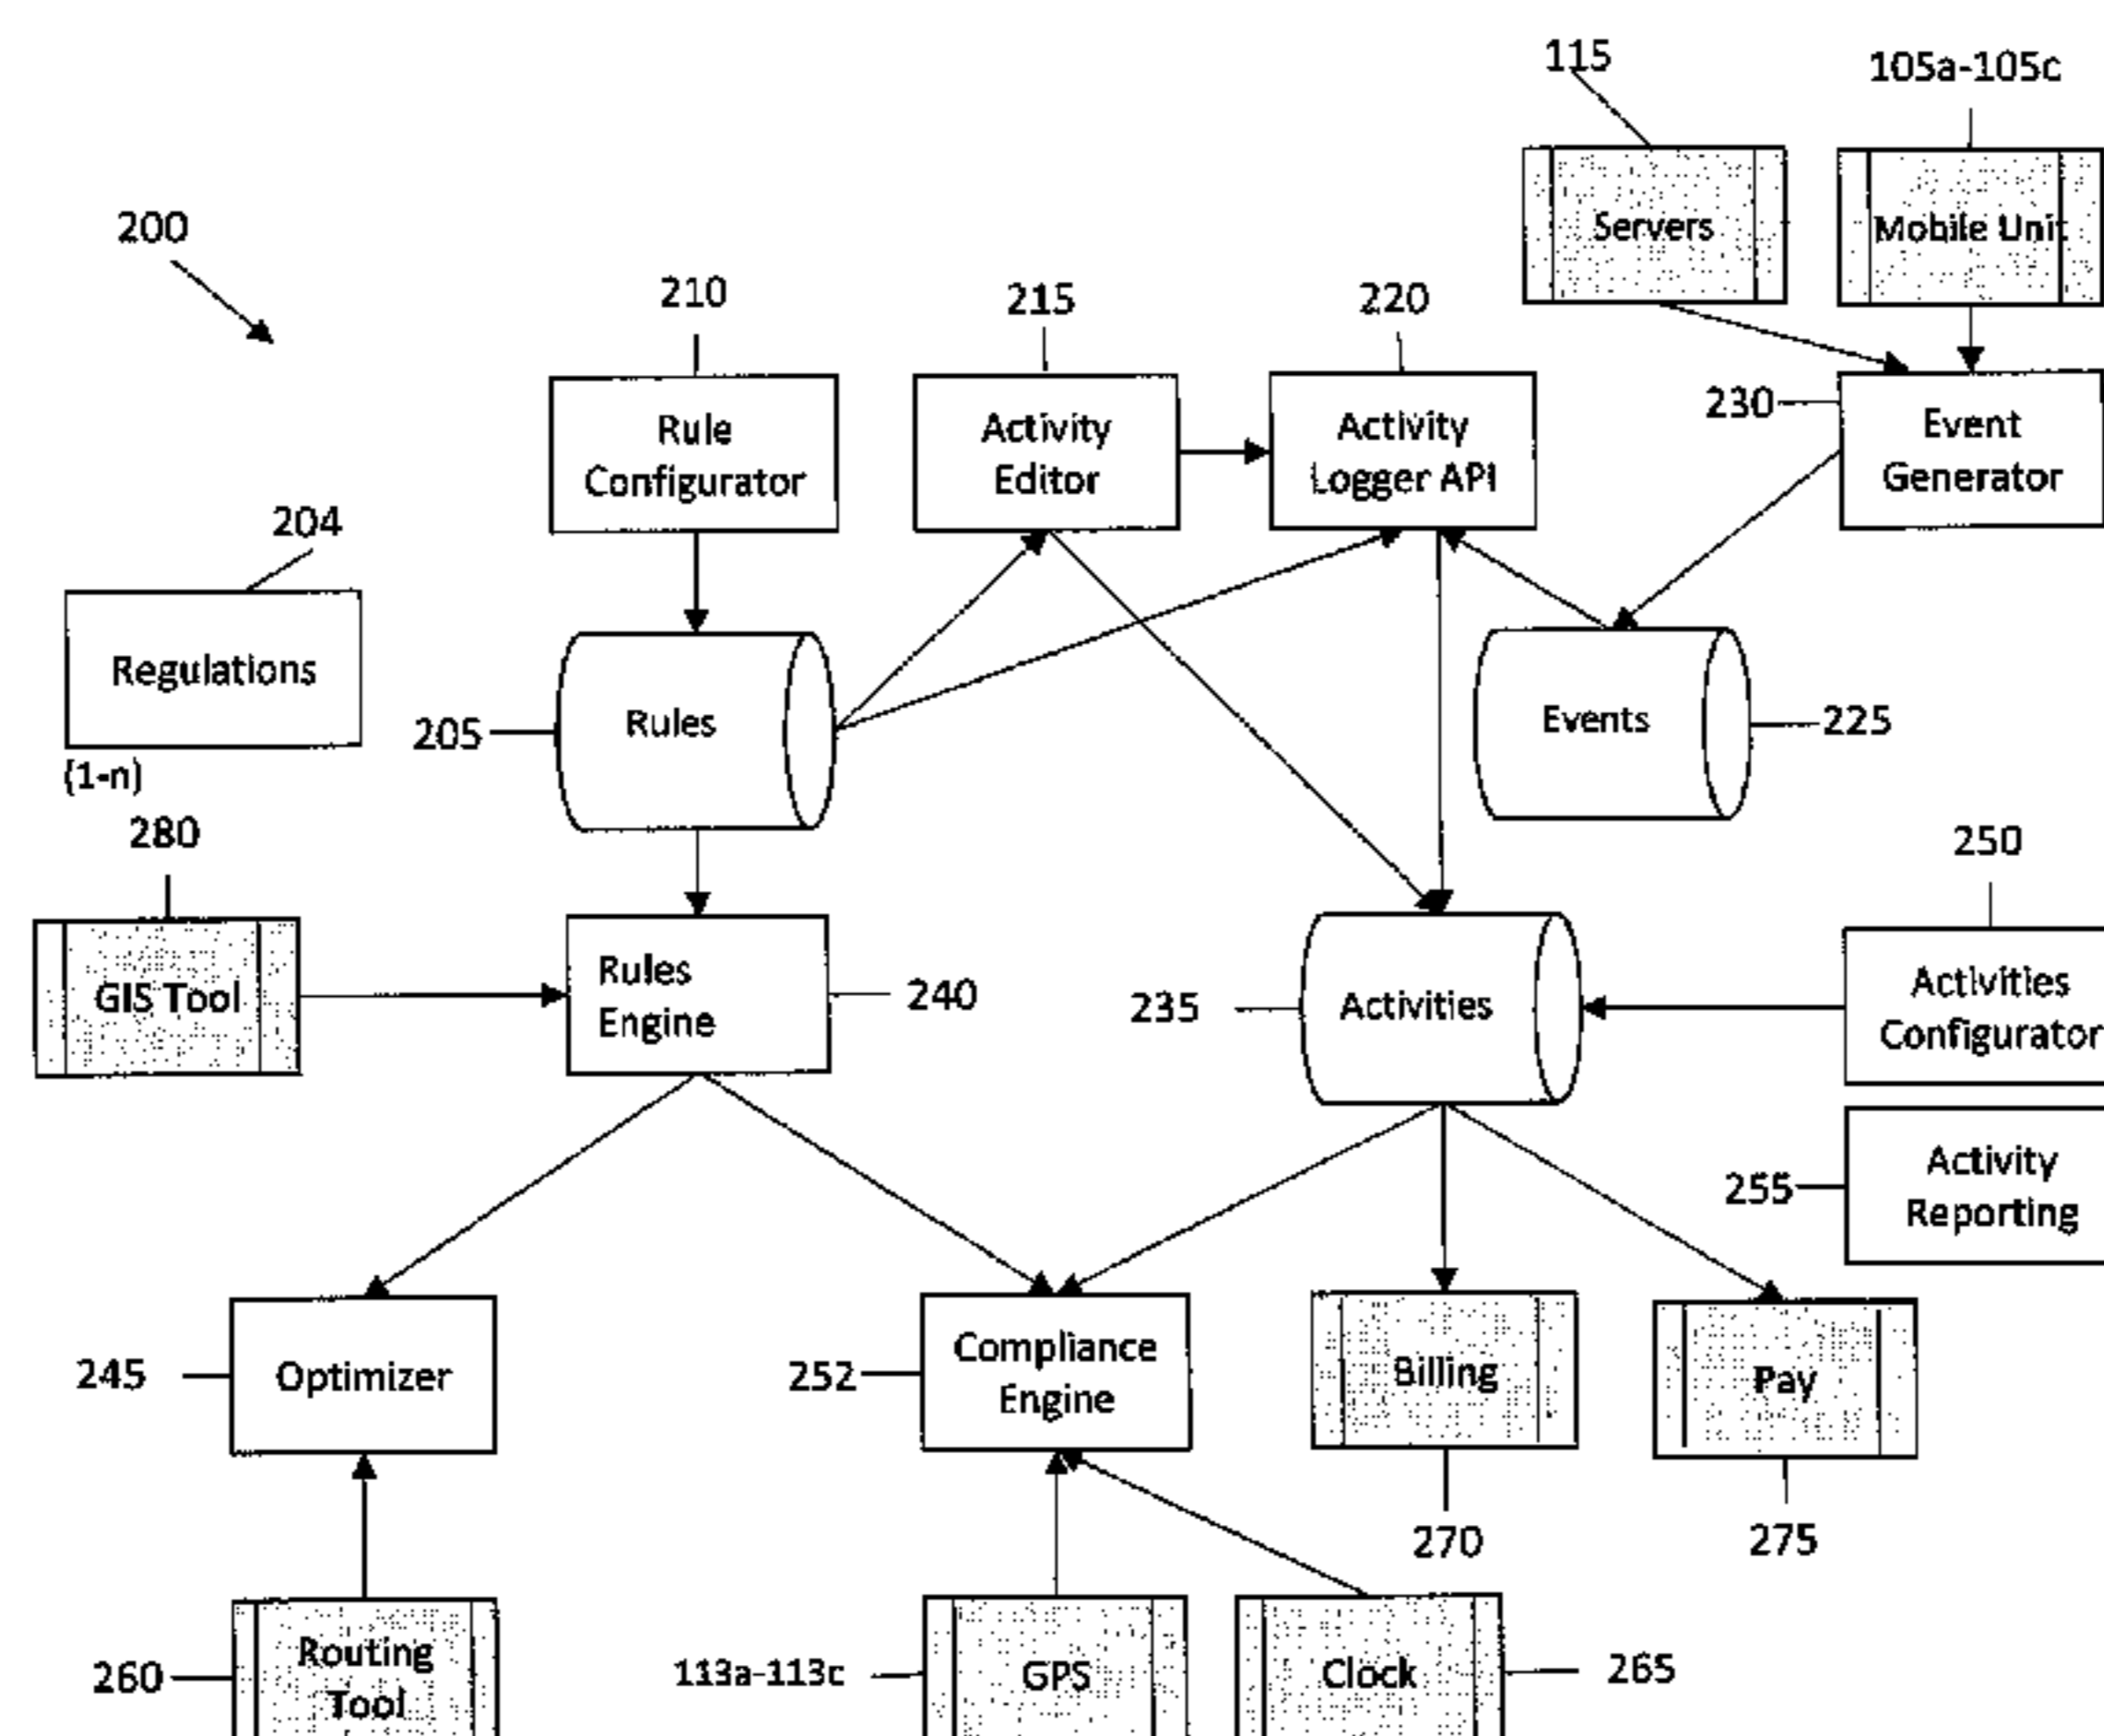 115
105a-105c
Servers
Mobile Unit
200
210
215
220
230
Rule
Configurator
Activity
Editor
Activity
Logger API
Event
Generator
204
Regulations
(1-n)
205
Rules
Events
225
280
250
GIS Tool
Rules
Engine
240
235
Activities
Activities
Configurator
255
Activity
Reporting
245
Optimizer
252
Compliance
Engine
Billing
Pay
270
275
260
Routing
Tool
113a-113c
GPS
Clock
265